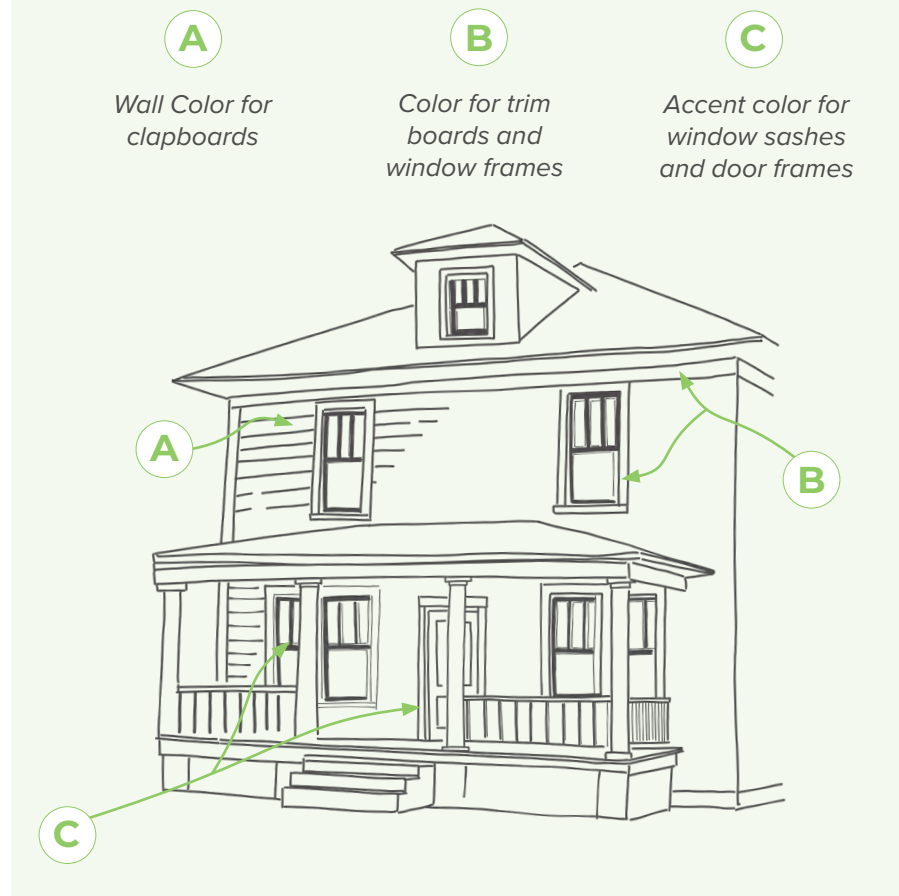 A
B
C
Wall Color for
clapboards
Color for trim
boards and
window frames
Accent color for
window sashes
and door frames
A
B
C